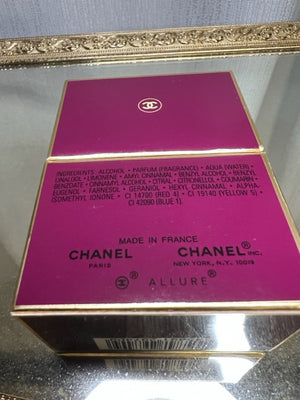 INGREDIENTS: ALCOHOL • PARFUM (FRAGRANCE) • AQUA (WATER) •
LINALOOL • LIMONENE • AMYL CINNAMAL • BENZYL ALCOHOL • BENZYL
BENZOATE • CINNAMYL ALCOHOL • CITRAL • CITRONELLOL • COUMARIN •
EUGENOL • FARNESOL • GERANIOL • HEXYL CINNAMAL • ALPHA-
ISOMETHYL IONONE • CI 14700 (RED 4) • CI 19140 (YELLOW 5) •
CI 42090 (BLUE 1).
MADE IN FRANCE
CHANEL CHANEL® INC.
PARIS NEW YORK, N.Y. 10019
® ALLURE®